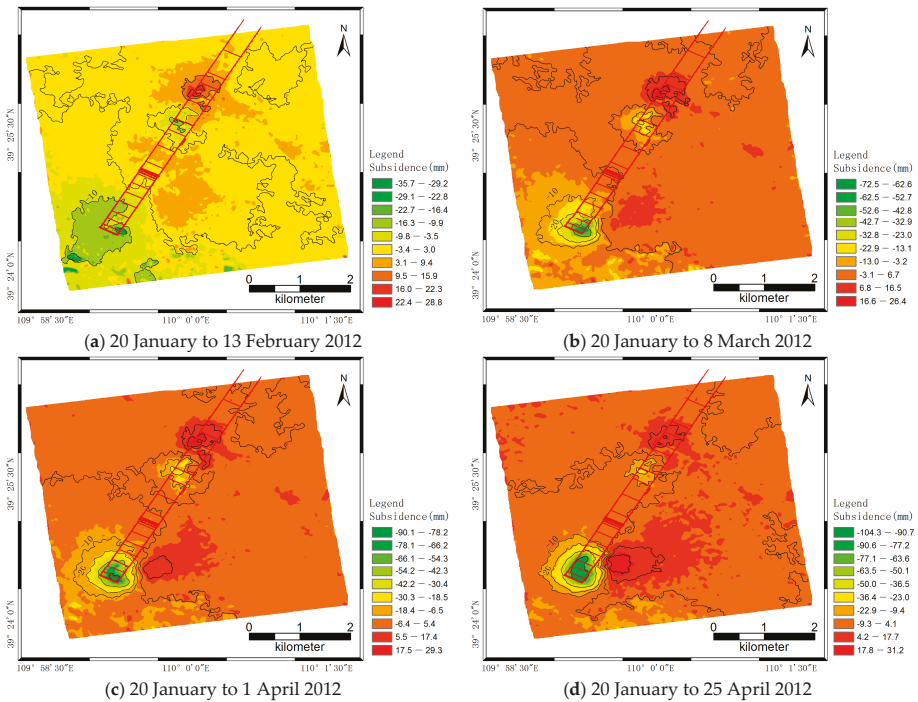 N
39° 25′30″N
39° 24′0″N
109° 58′30″E
110° 0′0″E
110° 1′30″E
-10
0
1
2
kilometer
Legend
Subsidence(mm)
-35.7 — -29.2
-29.1 — -22.8
-22.7 — -16.4
-16.3 — -9.9
-9.8 — -3.5
-3.4 — 3.0
3.1 — 9.4
9.5 — 15.9
16.0 — 22.3
22.4 — 28.8
(a) 20 January to 13 February 2012
N
39° 25′30″N
39° 24′0″N
109° 58′30″E
110° 0′0″E
110° 1′30″E
-10
0
1
2
kilometer
Legend
Subsidence(mm)
-72.5 — -62.6
-62.5 — -52.7
-52.6 — -42.8
-42.7 — -32.9
-32.8 — -23.0
-22.9 — -13.1
-13.0 — -3.2
-3.1 — 6.7
6.8 — 16.5
16.6 — 26.4
(b) 20 January to 8 March 2012
N
39° 25′30″N
39° 24′0″N
109° 58′30″E
110° 0′0″E
110° 1′30″E
-10
0
1
2
kilometer
Legend
Subsidence(mm)
-90.1 — -78.2
-78.1 — -66.2
-66.1 — -54.3
-54.2 — -42.3
-42.2 — -30.4
-30.3 — -18.5
-18.4 — -6.5
-6.4 — 5.4
5.5 — 17.4
17.5 — 29.3
(c) 20 January to 1 April 2012
N
39° 25′30″N
39° 24′0″N
109° 58′30″E
110° 0′0″E
110° 1′30″E
-10
0
1
2
kilometer
Legend
Subsidence(mm)
-104.3 — -90.7
-90.6 — -77.2
-77.1 — -63.6
-63.5 — -50.1
-50.0 — -36.5
-36.4 — -23.0
-22.9 — -9.4
-9.3 — 4.1
4.2 — 17.7
17.8 — 31.2
(d) 20 January to 25 April 2012